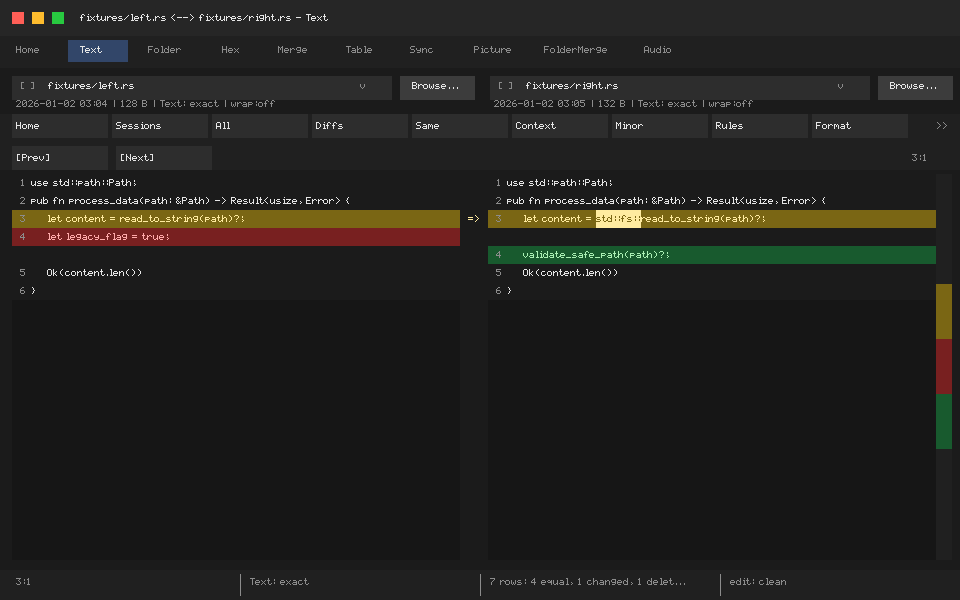 fixtures/left.rs <--> fixtures/right.rs - Text
Home Text Folder Hex Merge Table Sync Picture FolderMerge Audio
[ ] fixtures/left.rs v Browse... [ ] fixtures/right.rs v Browse...
2026-01-02 03:04 | 128 B | Text: exact | wrap:off 2026-01-02 03:05 | 132 B | Text: exact | wrap:off
Home Sessions All Diffs Same Context Minor Rules Format >>
[Prev] [Next] 3:1
1 use std::path::Path; 1 use std::path::Path;
2 pub fn process_data(path: &Path) -> Result(usize, Error) { 2 pub fn process_data(path: &Path) -> Result(usize, Error) {
3 let content = read_to_string(path)?; => 3 let content = std::fs::read_to_string(path)?;
4 let legacy_flag = true;
4 validate_safe_path(path)?;
5 Ok(content.len()) 5 Ok(content.len())
6 } 6 }
3:1 Text: exact 7 rows: 4 equal, 1 changed, 1 delet... edit: clean